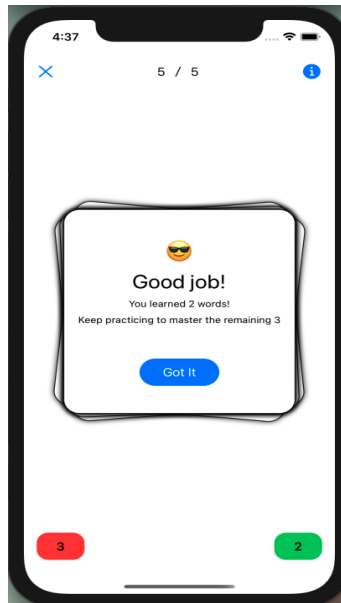 4:37
5 / 5
Good job!
You learned 2 words!
Keep practicing to master the remaining 3
Got It
3
2